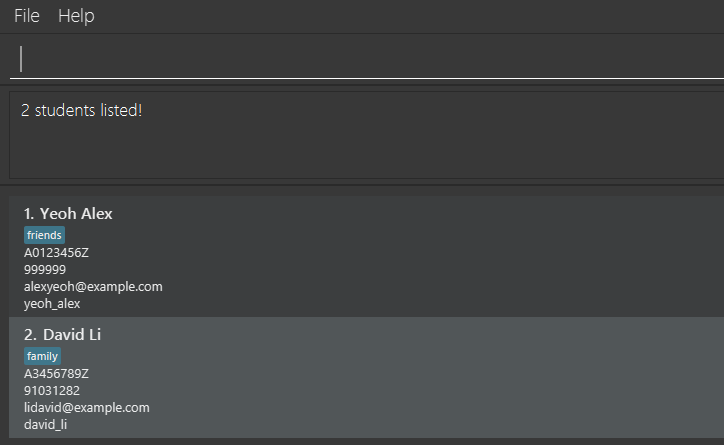 File Help
2 students listed!
1. Yeoh Alex
friends
A0123456Z
999999
alexyeoh@example.com
yeoh_alex
2. David Li
family
A3456789Z
91031282
lidavid@example.com
david_li